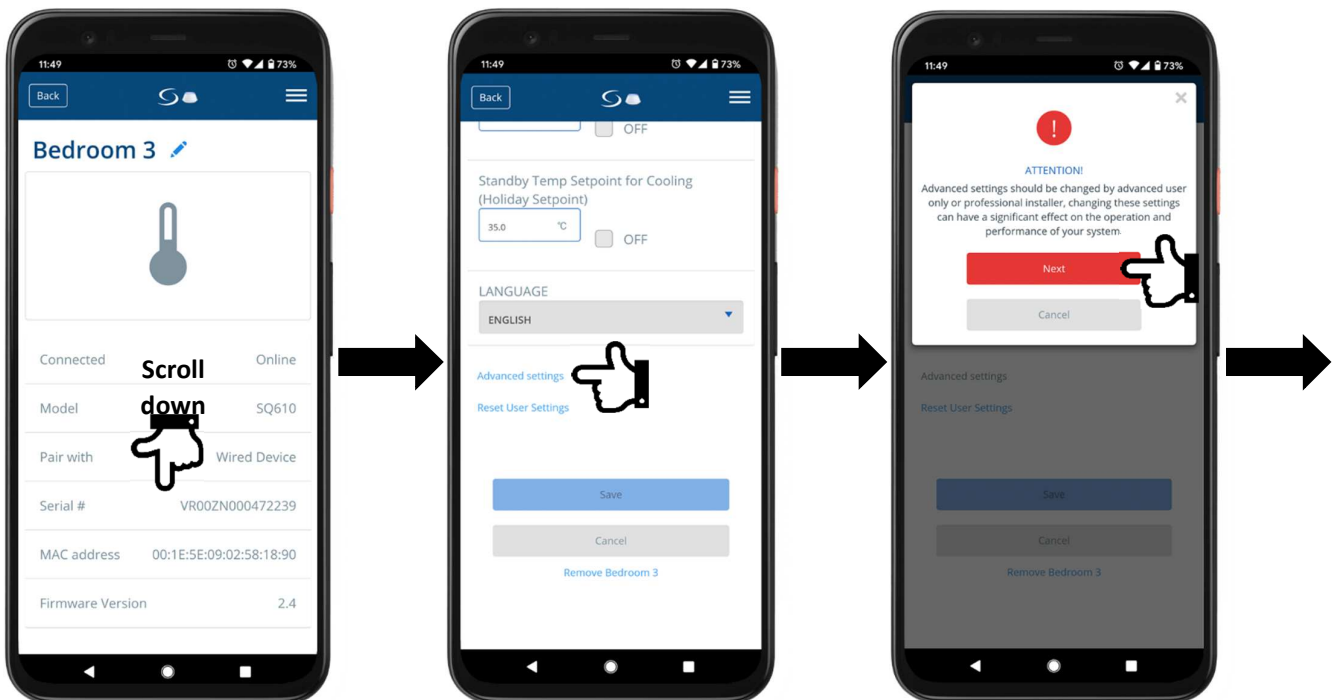 11:49
73%
Back
Bedroom 3
Connected Online
Scroll
down
Model SQ610
Pair with Wired Device
Serial # VR00ZN000472239
MAC address 00:1E:5E:09:02:58:18:90
Firmware Version 2.4
11:49
73%
Back
OFF
Standby Temp Setpoint for Cooling
(Holiday Setpoint)
35.0 °C
OFF
LANGUAGE
ENGLISH
Advanced settings
Reset User Settings
Save
Cancel
Remove Bedroom 3
11:49
73%
ATTENTION!
Advanced settings should be changed by advanced user
only or professional installer, changing these settings
can have a significant effect on the operation and
performance of your system.
Next
Cancel
Advanced settings
Reset User Settings
Save
Cancel
Remove Bedroom 3